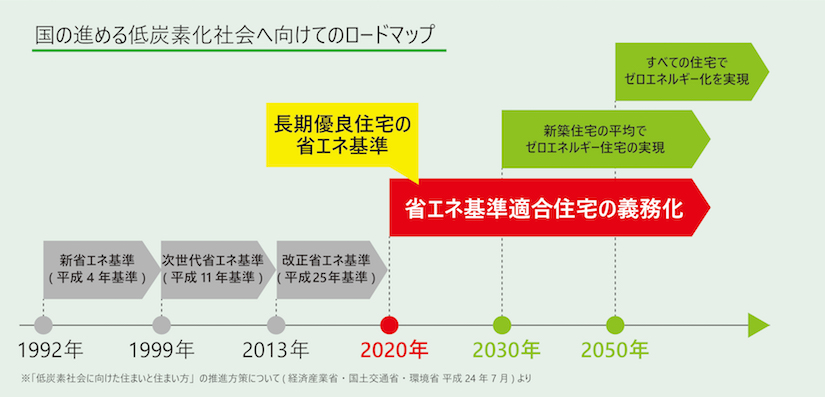 国の進める低炭素化社会へ向けてのロードマップ
すべての住宅で
ゼロエネルギー化を実現
長期優良住宅の
省エネ基準
新築住宅の平均で
ゼロエネルギー住宅の実現
省エネ基準適合住宅の義務化
新省エネ基準
( 平成 4 年基準 )
次世代省エネ基準
( 平成 11 年基準 )
改正省エネ基準
( 平成25年基準 )
1992年
1999年
2013年
2020年
2030年
2050年
※「低炭素社会に向けた住まいと住まい方」の推進方策について ( 経済産業省・国土交通省・環境省 平成 24 年 7 月 ) より